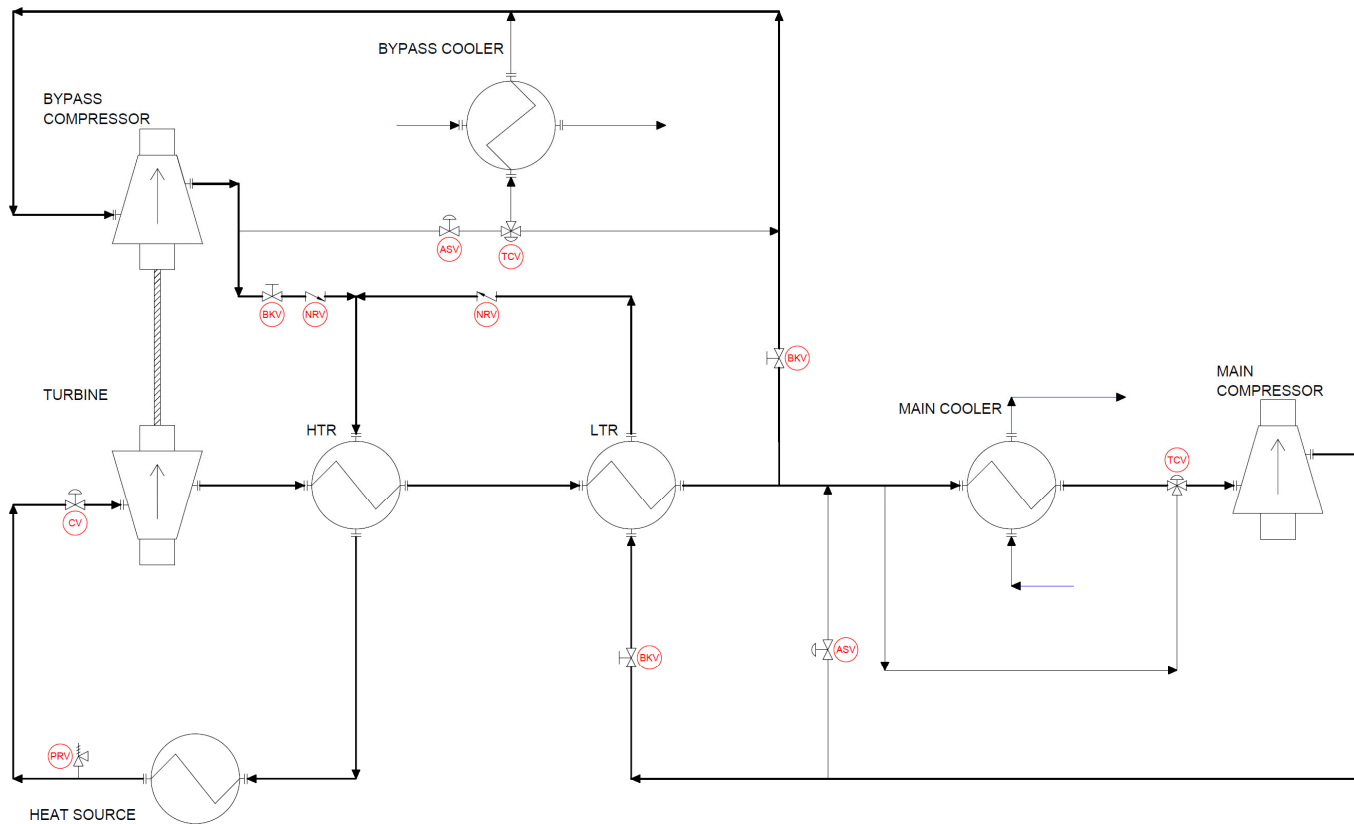 BYPASS COOLER
BYPASS
COMPRESSOR
ASV
TCV
BKV
NRV
NRV
BKV
TURBINE
MAIN
COMPRESSOR
MAIN COOLER
HTR
LTR
TCV
CV
BKV
ASV
PRV
HEAT SOURCE